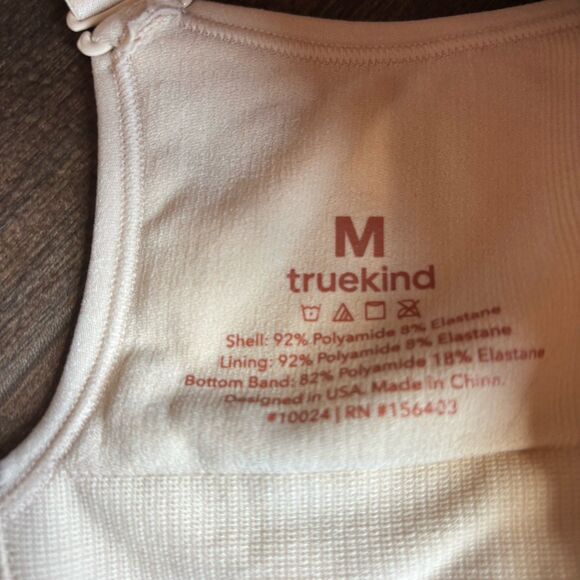 M
truekind
Shell: 92% Polyamide 8% Elastane
Lining: 92% Polyamide 8% Elastane
Bottom Band: 82% Polyamide 18% Elastane
Designed in USA. Made in China.
#10024 | RN #156403